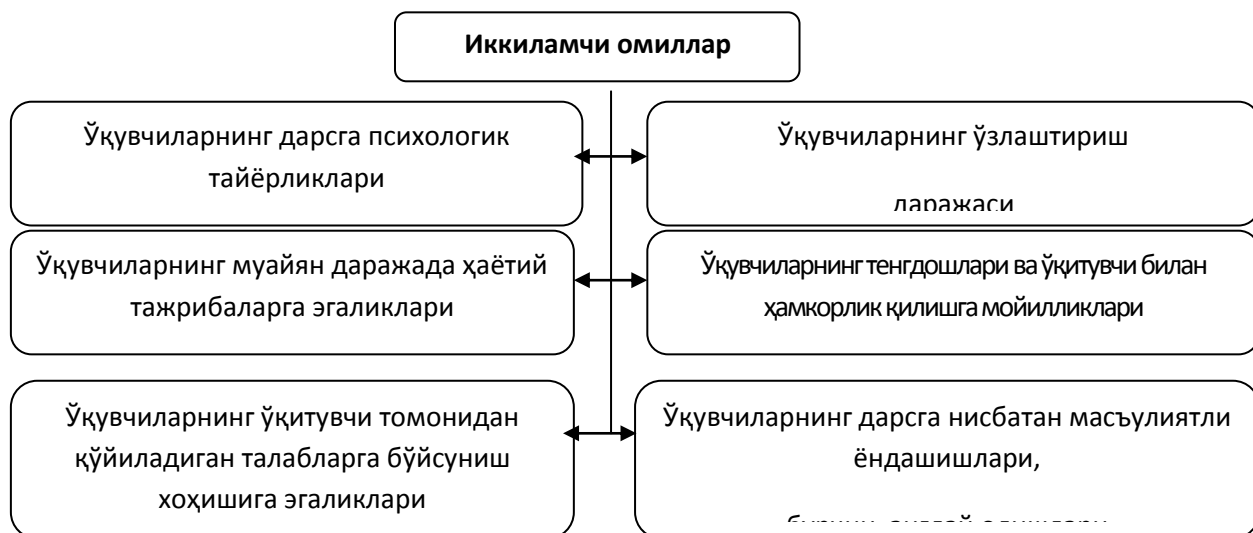 Иккиламчи омиллар
Ўқувчиларнинг дарсга психологик
тайёрликлари
Ўқувчиларнинг ўзлаштириш
даражаси
Ўқувчиларнинг муайян даражада ҳаётий
тажрибаларга эгаликлари
Ўқувчиларнинг тенгдошлари ва ўқитувчи билан
ҳамкорлик қилишга мойилликлари
Ўқувчиларнинг ўқитувчи томонидан
қўйиладиган талабларга бўйсуниш
хоҳишига эгаликлари
Ўқувчиларнинг дарсга нисбатан масъулиятли
ёндашишлари,